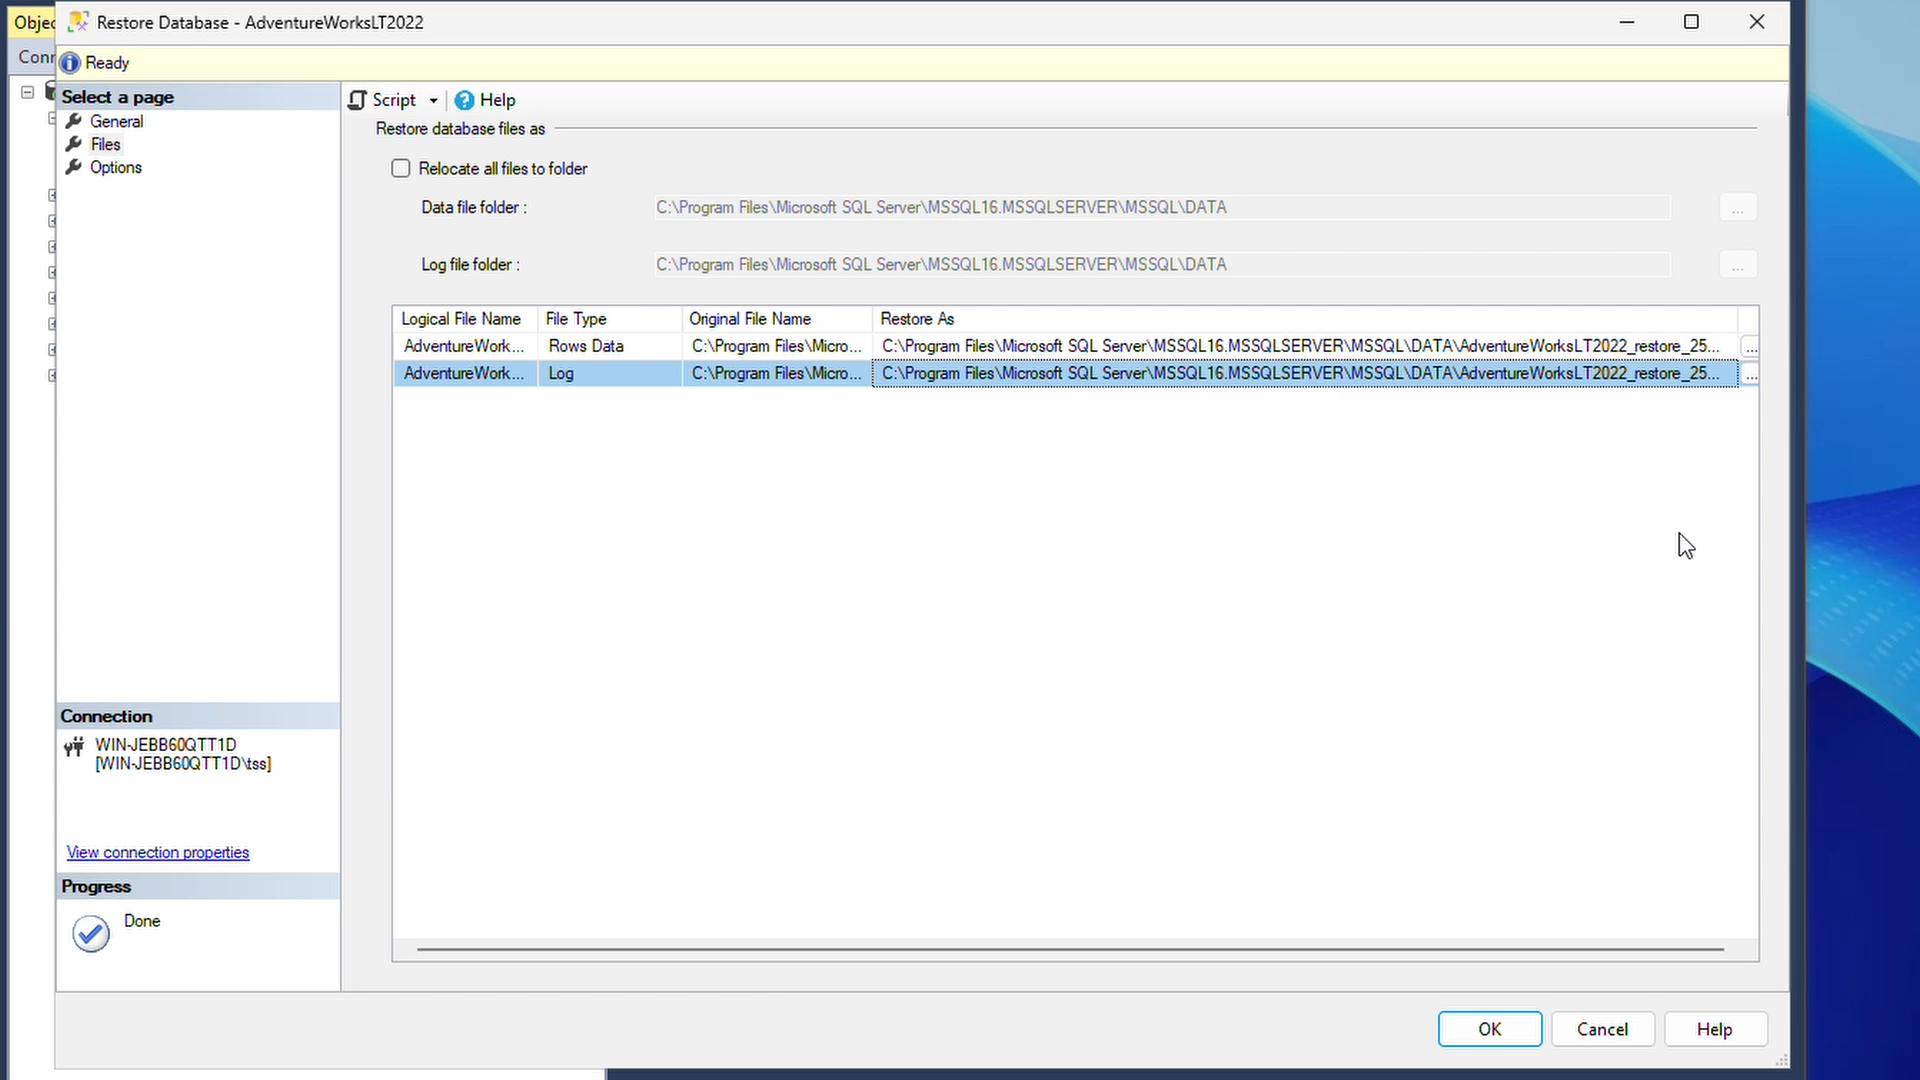 Restore Database - AdventureWorksLT2022
Objec
Conr
Ready
Select a page
General
Files
Options
Script
Help
Restore database files as
Relocate all files to folder
Data file folder :
C:\Program Files\Microsoft SQL Server\MSSQL16.MSSQLSERVER\MSSQL\DATA
...
Log file folder :
C:\Program Files\Microsoft SQL Server\MSSQL16.MSSQLSERVER\MSSQL\DATA
...
Logical File Name File Type Original File Name Restore As
AdventureWork... Rows Data C:\Program Files\Micro... C:\Program Files\Microsoft SQL Server\MSSQL16.MSSQLSERVER\MSSQL\DATA\AdventureWorksLT2022_restore_25... ...
AdventureWork... Log C:\Program Files\Micro... C:\Program Files\Microsoft SQL Server\MSSQL16.MSSQLSERVER\MSSQL\DATA\AdventureWorksLT2022_restore_25... ...
Connection
WIN-JEBB60QTT1D
[WIN-JEBB60QTT1D\tss]
View connection properties
Progress
Done
OK
Cancel
Help